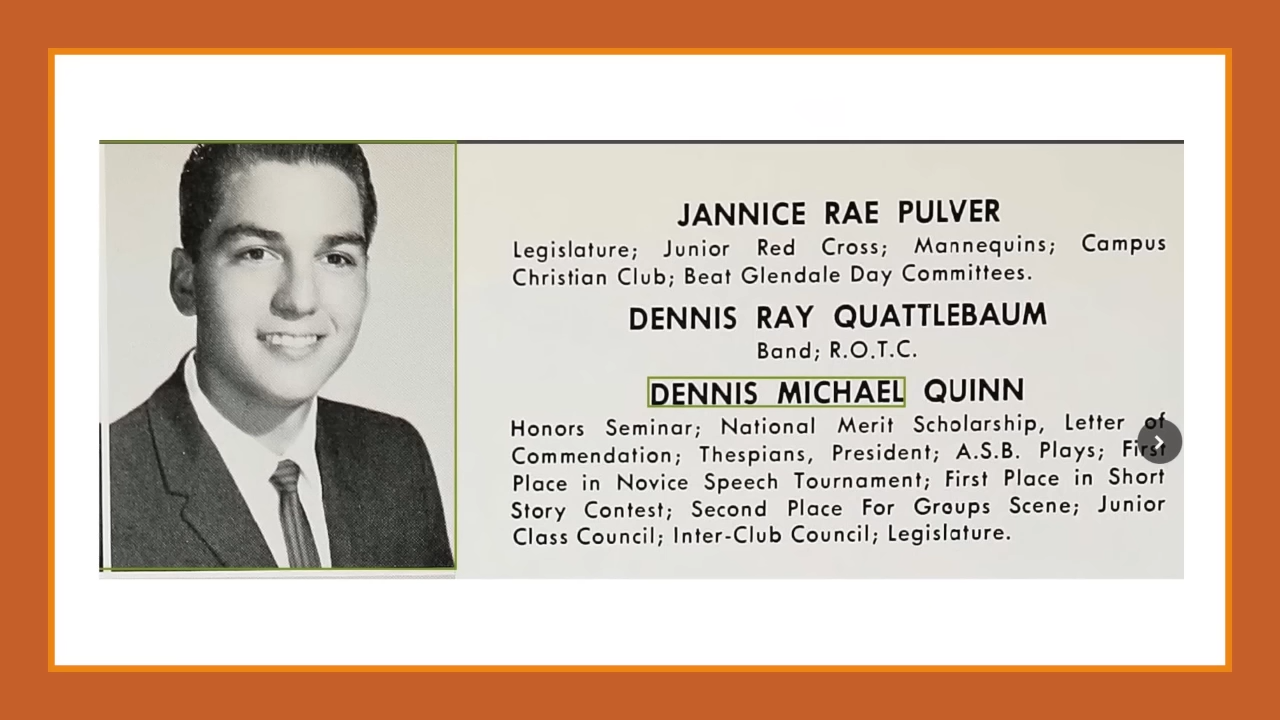 JANNICE RAE PULVER
Legislature; Junior Red Cross; Mannequins; Campus
Christian Club; Beat Glendale Day Committees.
DENNIS RAY QUATTLEBAUM
Band; R.O.T.C.
DENNIS MICHAEL QUINN
Honors Seminar; National Merit Scholarship, Letter of
Commendation; Thespians, President; A.S.B. Plays; First
Place in Novice Speech Tournament; First Place in Short
Story Contest; Second Place For Groups Scene; Junior
Class Council; Inter-Club Council; Legislature.